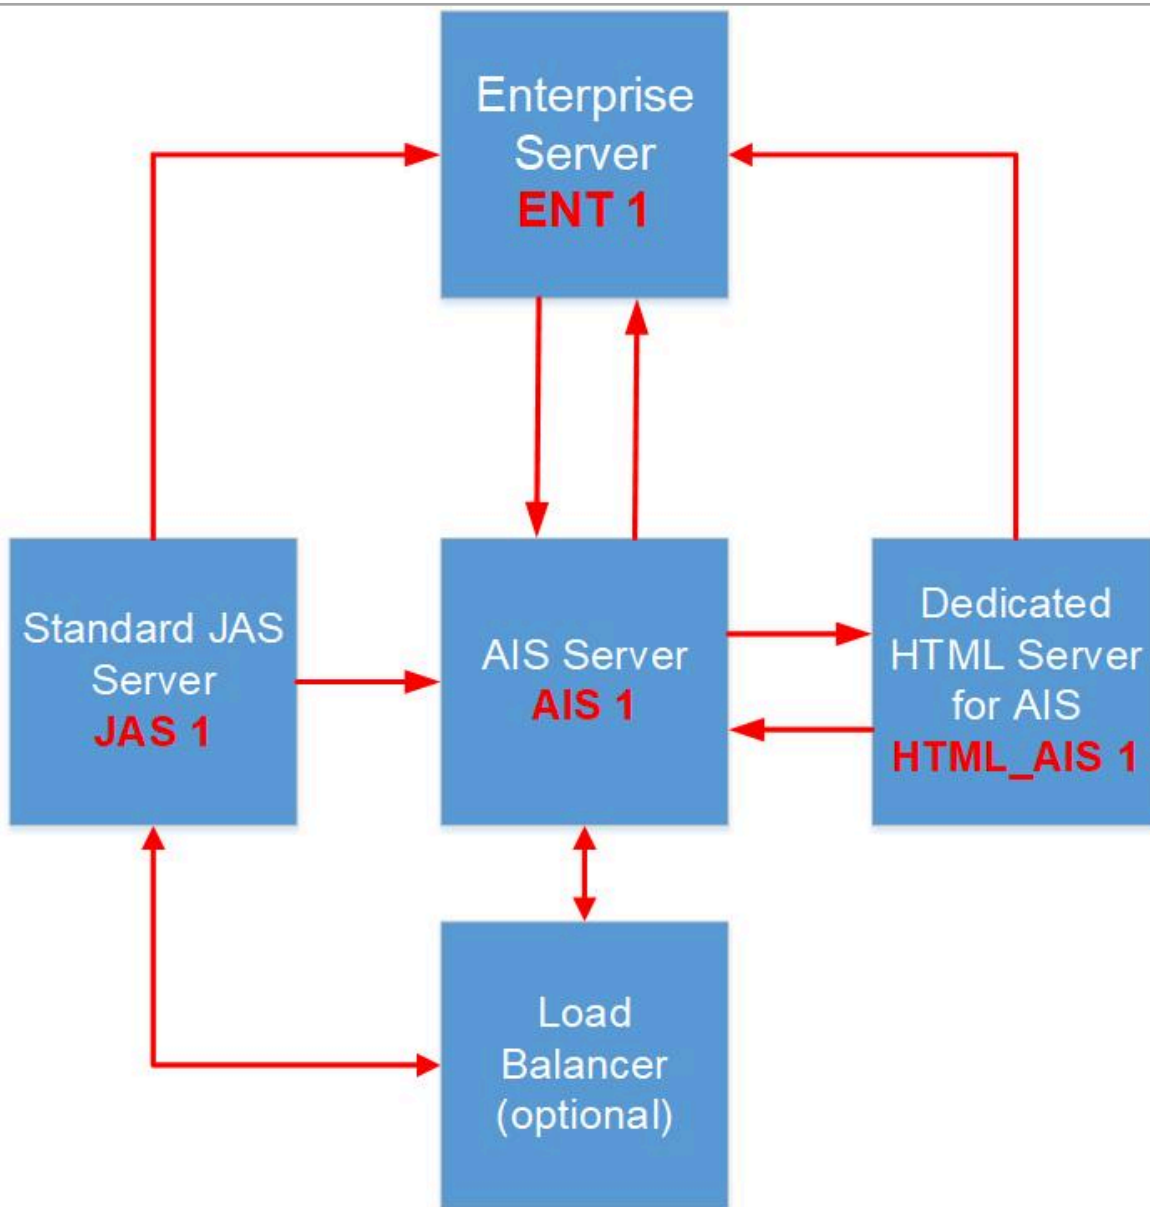 Enterprise
Server
ENT 1
Standard JAS
Server
JAS 1
AIS Server
AIS 1
Dedicated
HTML Server
for AIS
HTML_AIS 1
Load
Balancer
(optional)